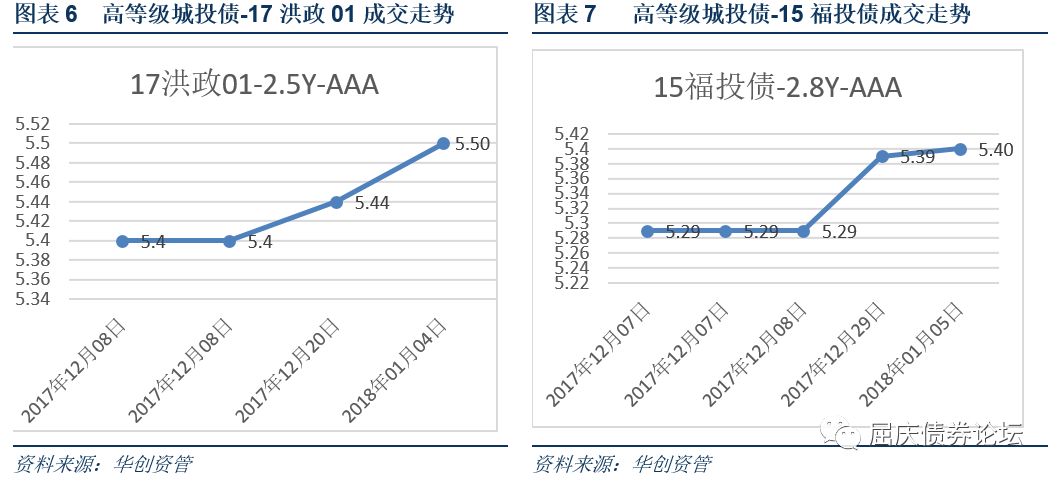 图表 6 高等级城投债-17 洪政 01 成交走势
17洪政01-2.5Y-AAA
5.52
5.5
5.48
5.46
5.44
5.42
5.4
5.38
5.36
5.34
5.4
5.4
5.44
5.50
2017年12月08日
2017年12月08日
2017年12月20日
2018年01月04日
资料来源：华创资管
图表 7 高等级城投债-15 福投债成交走势
15福投债-2.8Y-AAA
5.42
5.4
5.38
5.36
5.34
5.32
5.3
5.28
5.26
5.24
5.22
5.29
5.29
5.29
5.39
5.40
2017年12月07日
2017年12月07日
2017年12月08日
2017年12月29日
2018年01月05日
屈庆债券论坛
资料来源：华创资管